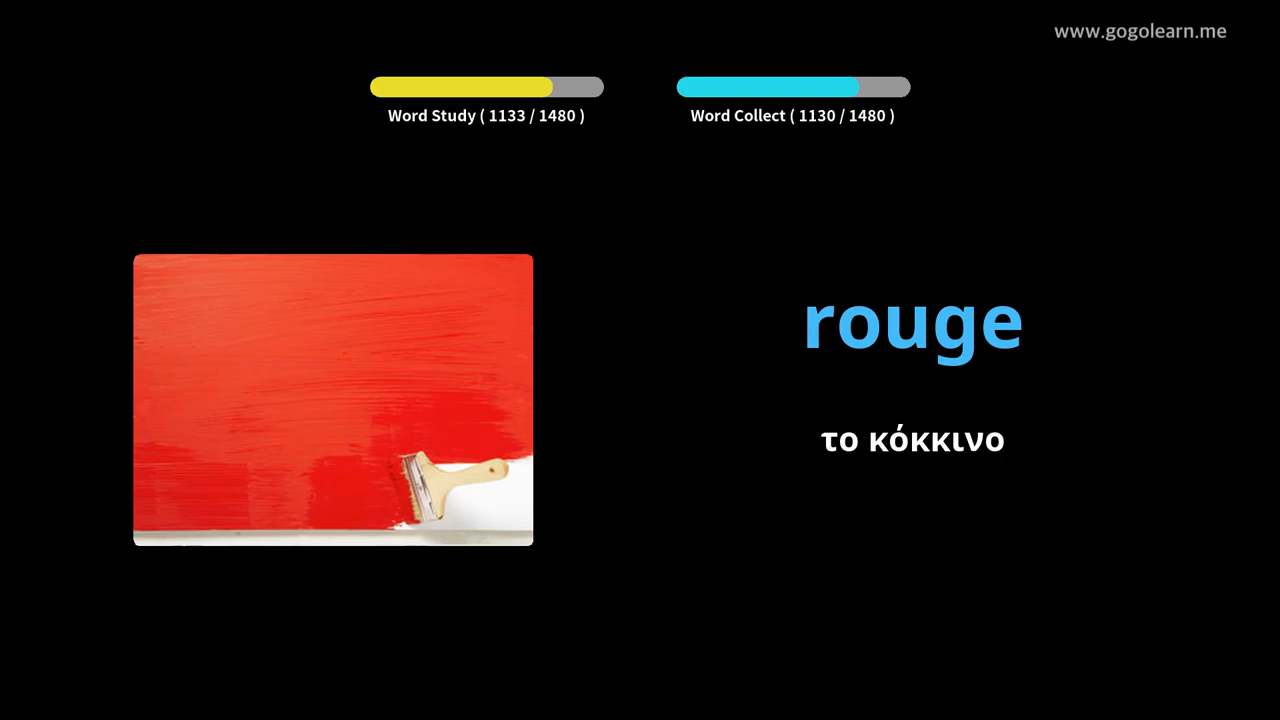 www.gogolearn.me
Word Study ( 1133 / 1480 )
Word Collect ( 1130 / 1480 )
rouge
το κόκκινο